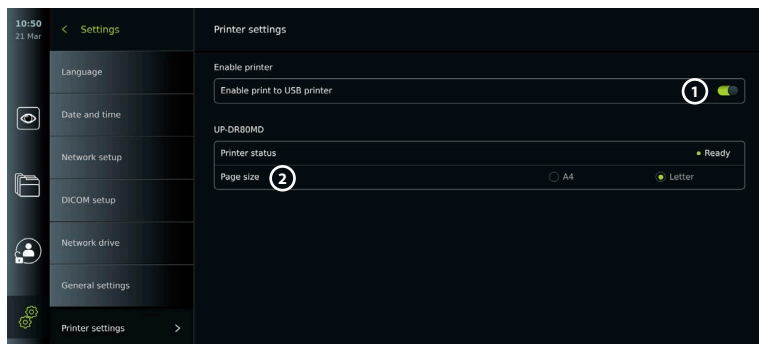 10:50
21 Mar
Settings
Language
Date and time
Network setup
DICOM setup
Network drive
General settings
Printer settings
Printer settings
Enable printer
Enable print to USB printer
1
UP-DR80MD
Printer status
Ready
Page size
2
A4
Letter